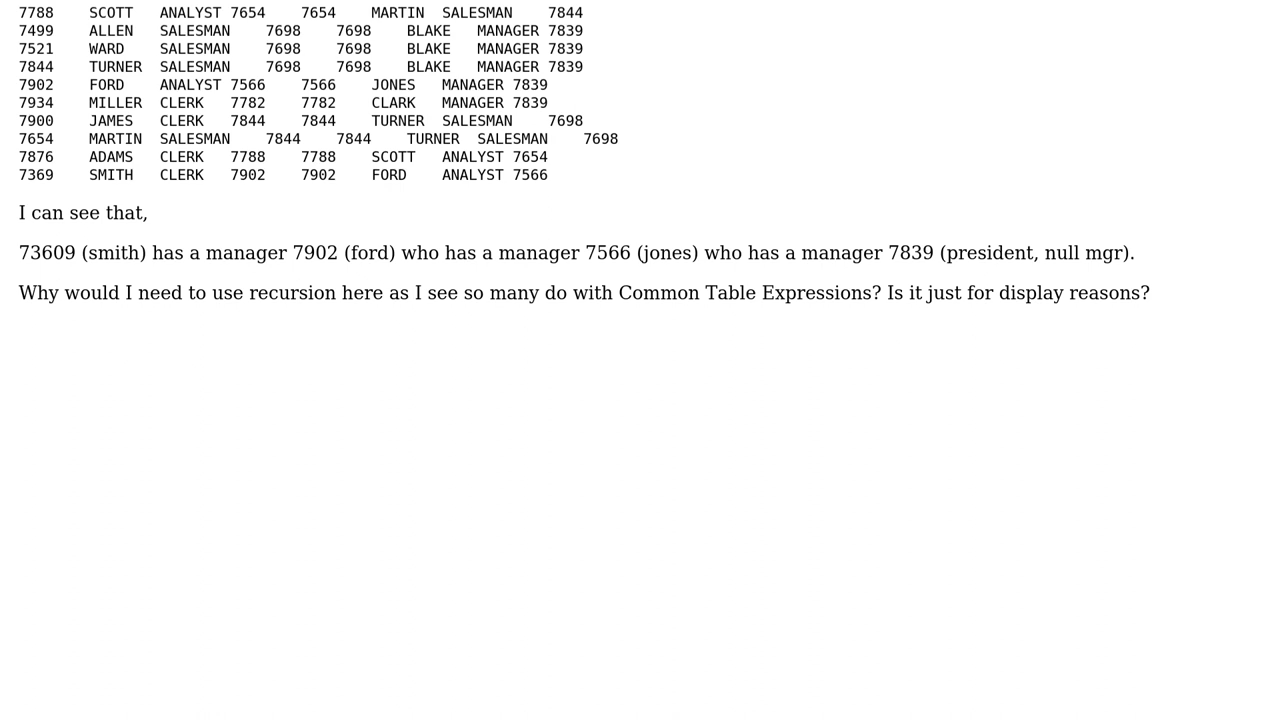 7788 SCOTT ANALYST 7654 7654 MARTIN SALESMAN 7844
7499 ALLEN SALESMAN 7698 7698 BLAKE MANAGER 7839
7521 WARD SALESMAN 7698 7698 BLAKE MANAGER 7839
7844 TURNER SALESMAN 7698 7698 BLAKE MANAGER 7839
7902 FORD ANALYST 7566 7566 JONES MANAGER 7839
7934 MILLER CLERK 7782 7782 CLARK MANAGER 7839
7900 JAMES CLERK 7844 7844 TURNER SALESMAN 7698
7654 MARTIN SALESMAN 7844 7844 TURNER SALESMAN 7698
7876 ADAMS CLERK 7788 7788 SCOTT ANALYST 7654
7369 SMITH CLERK 7902 7902 FORD ANALYST 7566
I can see that,
73609 (smith) has a manager 7902 (ford) who has a manager 7566 (jones) who has a manager 7839 (president, null mgr).
Why would I need to use recursion here as I see so many do with Common Table Expressions? Is it just for display reasons?